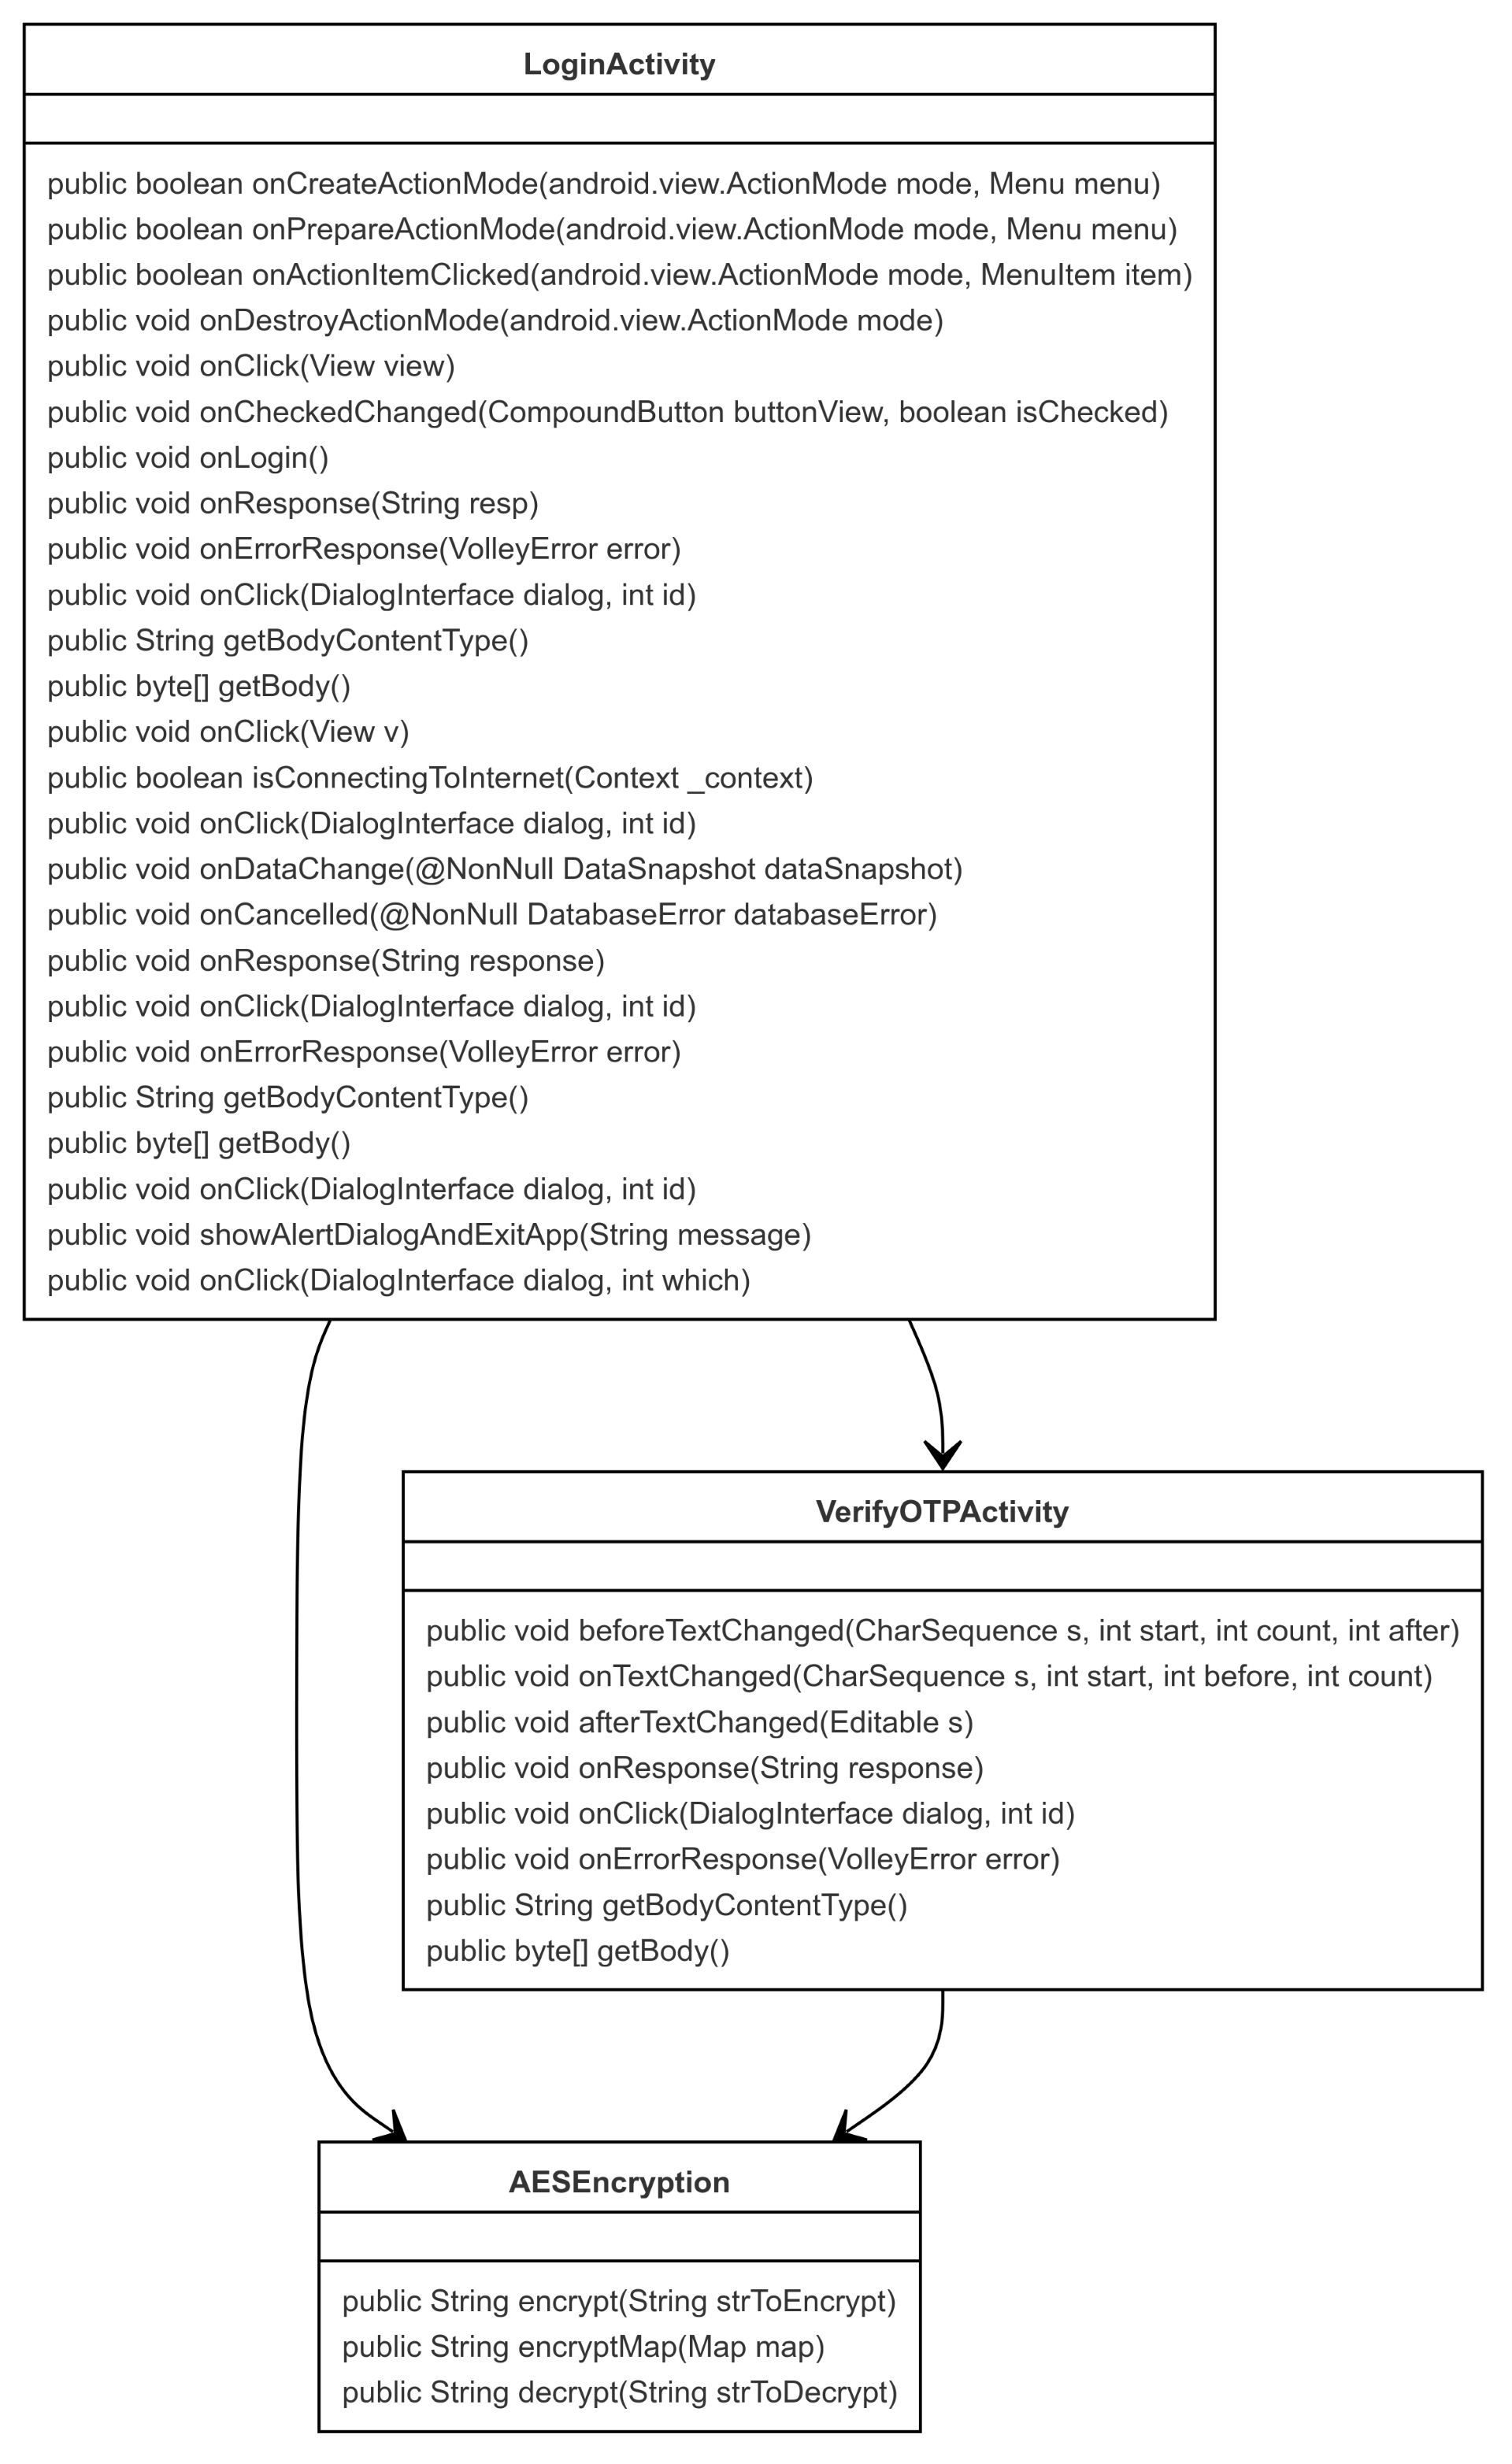 LoginActivity
public boolean onCreateActionMode(android.view.ActionMode mode, Menu menu)
public boolean onPrepareActionMode(android.view.ActionMode mode, Menu menu)
public boolean onActionItemClicked(android.view.ActionMode mode, MenuItem item)
public void onDestroyActionMode(android.view.ActionMode mode)
public void onClick(View view)
public void onCheckedChanged(CompoundButton buttonView, boolean isChecked)
public void onLogin()
public void onResponse(String resp)
public void onErrorResponse(VolleyError error)
public void onClick(DialogInterface dialog, int id)
public String getBodyContentType()
public byte[] getBody()
public void onClick(View v)
public boolean isConnectingToInternet(Context _context)
public void onClick(DialogInterface dialog, int id)
public void onDataChange(@NonNull DataSnapshot dataSnapshot)
public void onCancelled(@NonNull DatabaseError databaseError)
public void onResponse(String response)
public void onClick(DialogInterface dialog, int id)
public void onErrorResponse(VolleyError error)
public String getBodyContentType()
public byte[] getBody()
public void onClick(DialogInterface dialog, int id)
public void showAlertDialogAndExitApp(String message)
public void onClick(DialogInterface dialog, int which)
VerifyOTPActivity
public void beforeTextChanged(CharSequence s, int start, int count, int after)
public void onTextChanged(CharSequence s, int start, int before, int count)
public void afterTextChanged(Editable s)
public void onResponse(String response)
public void onClick(DialogInterface dialog, int id)
public void onErrorResponse(VolleyError error)
public String getBodyContentType()
public byte[] getBody()
AESEncryption
public String encrypt(String strToEncrypt)
public String encryptMap(Map map)
public String decrypt(String strToDecrypt)